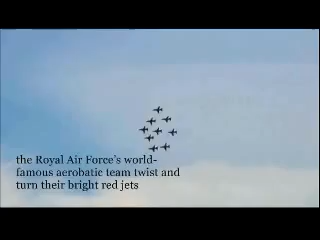 the Royal Air Force's world-
famous aerobatic team twist and
turn their bright red jets